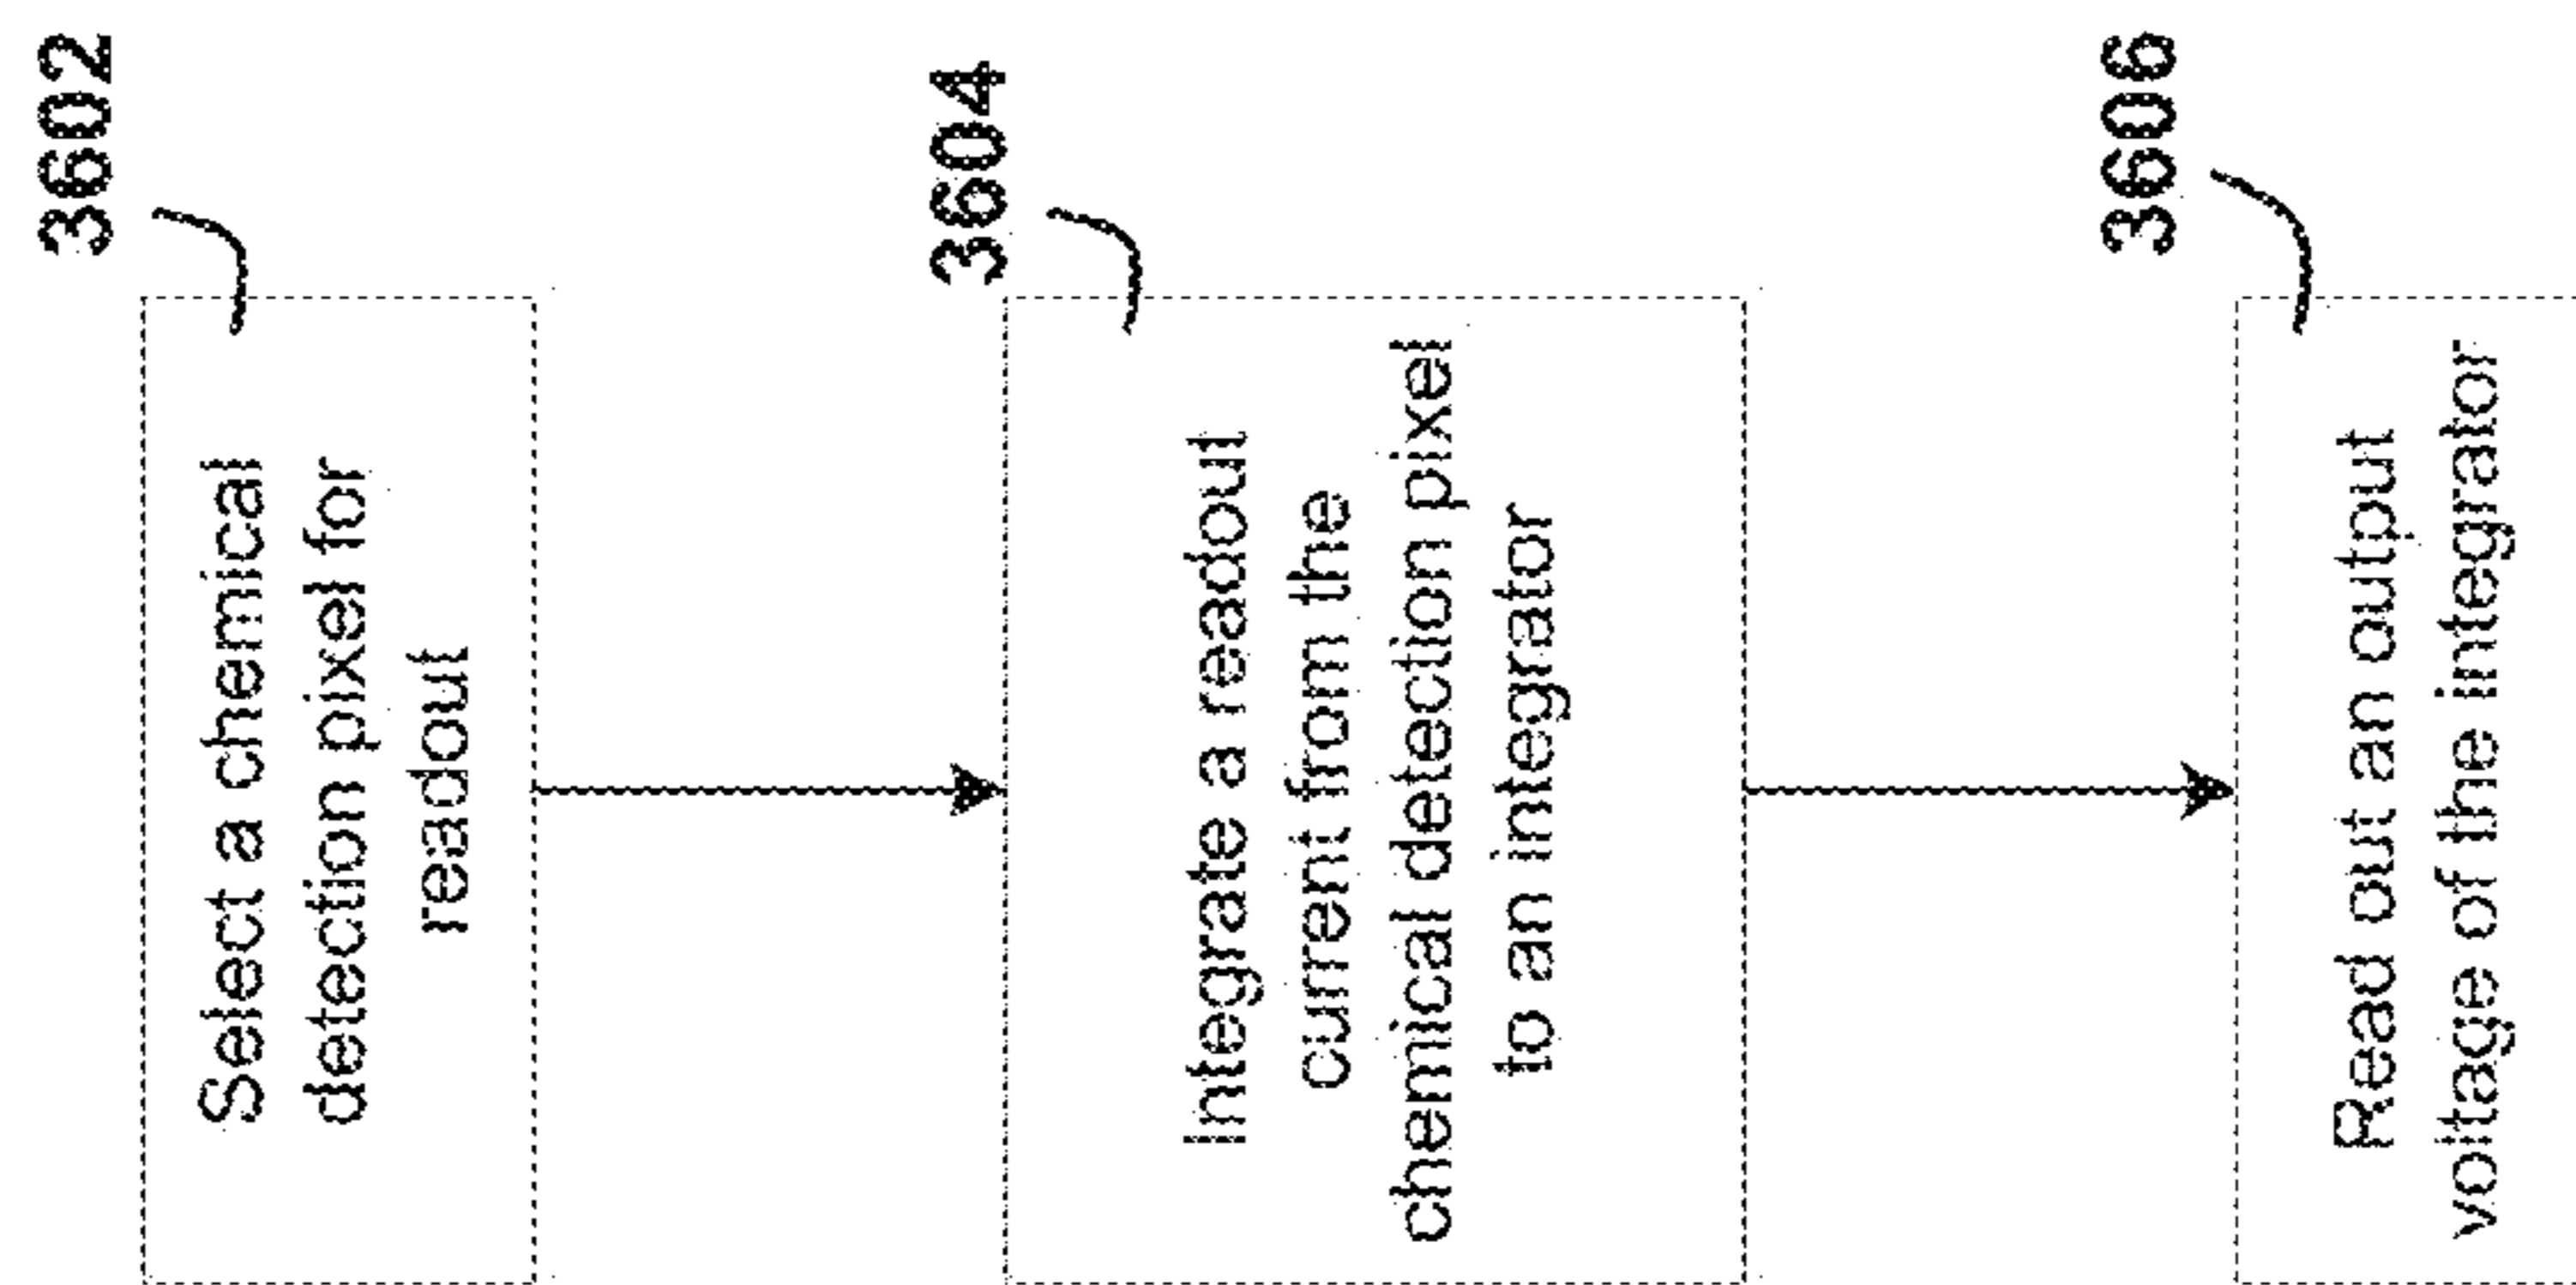 3602
Select a chemical
detection pixel for
readout
3604
Integrate a readout
current from the
chemical detection pixel
to an integrator
3606
Read out an output
voltage of the integrator